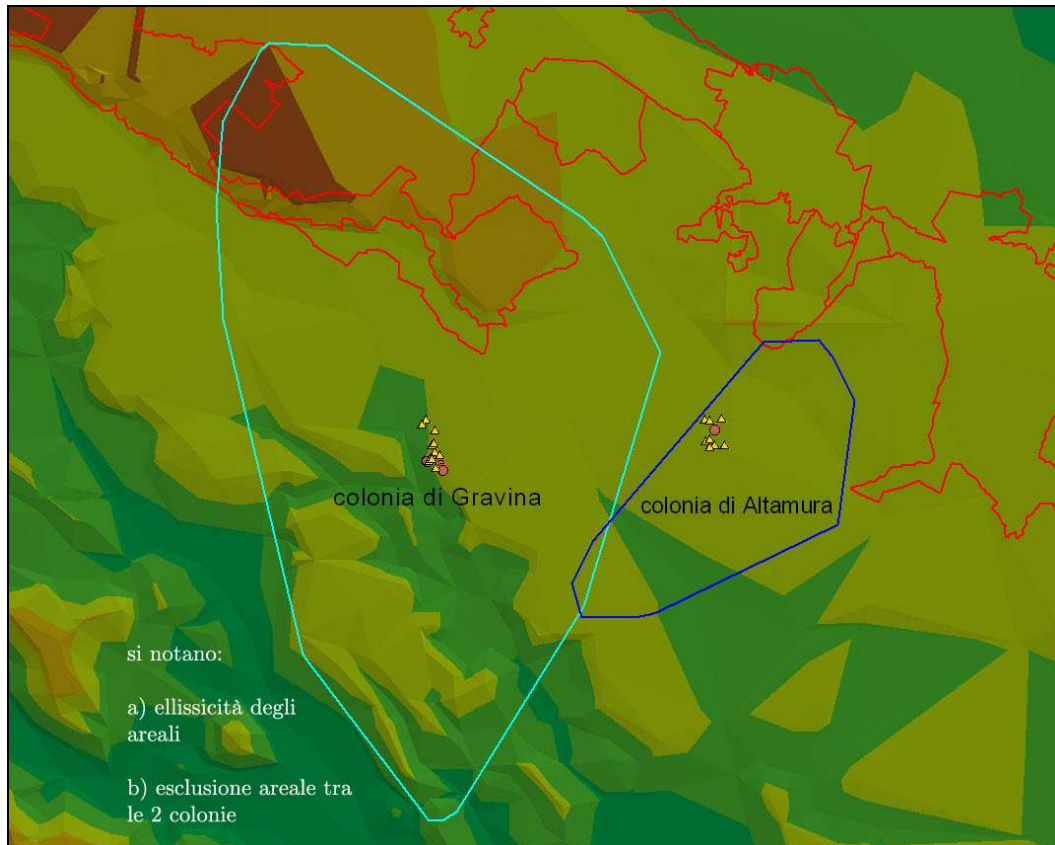 colonia di Gravina
colonia di Altamura
si notano:
a) ellissicità degli
areali
b) esclusione areale tra
le 2 colonie